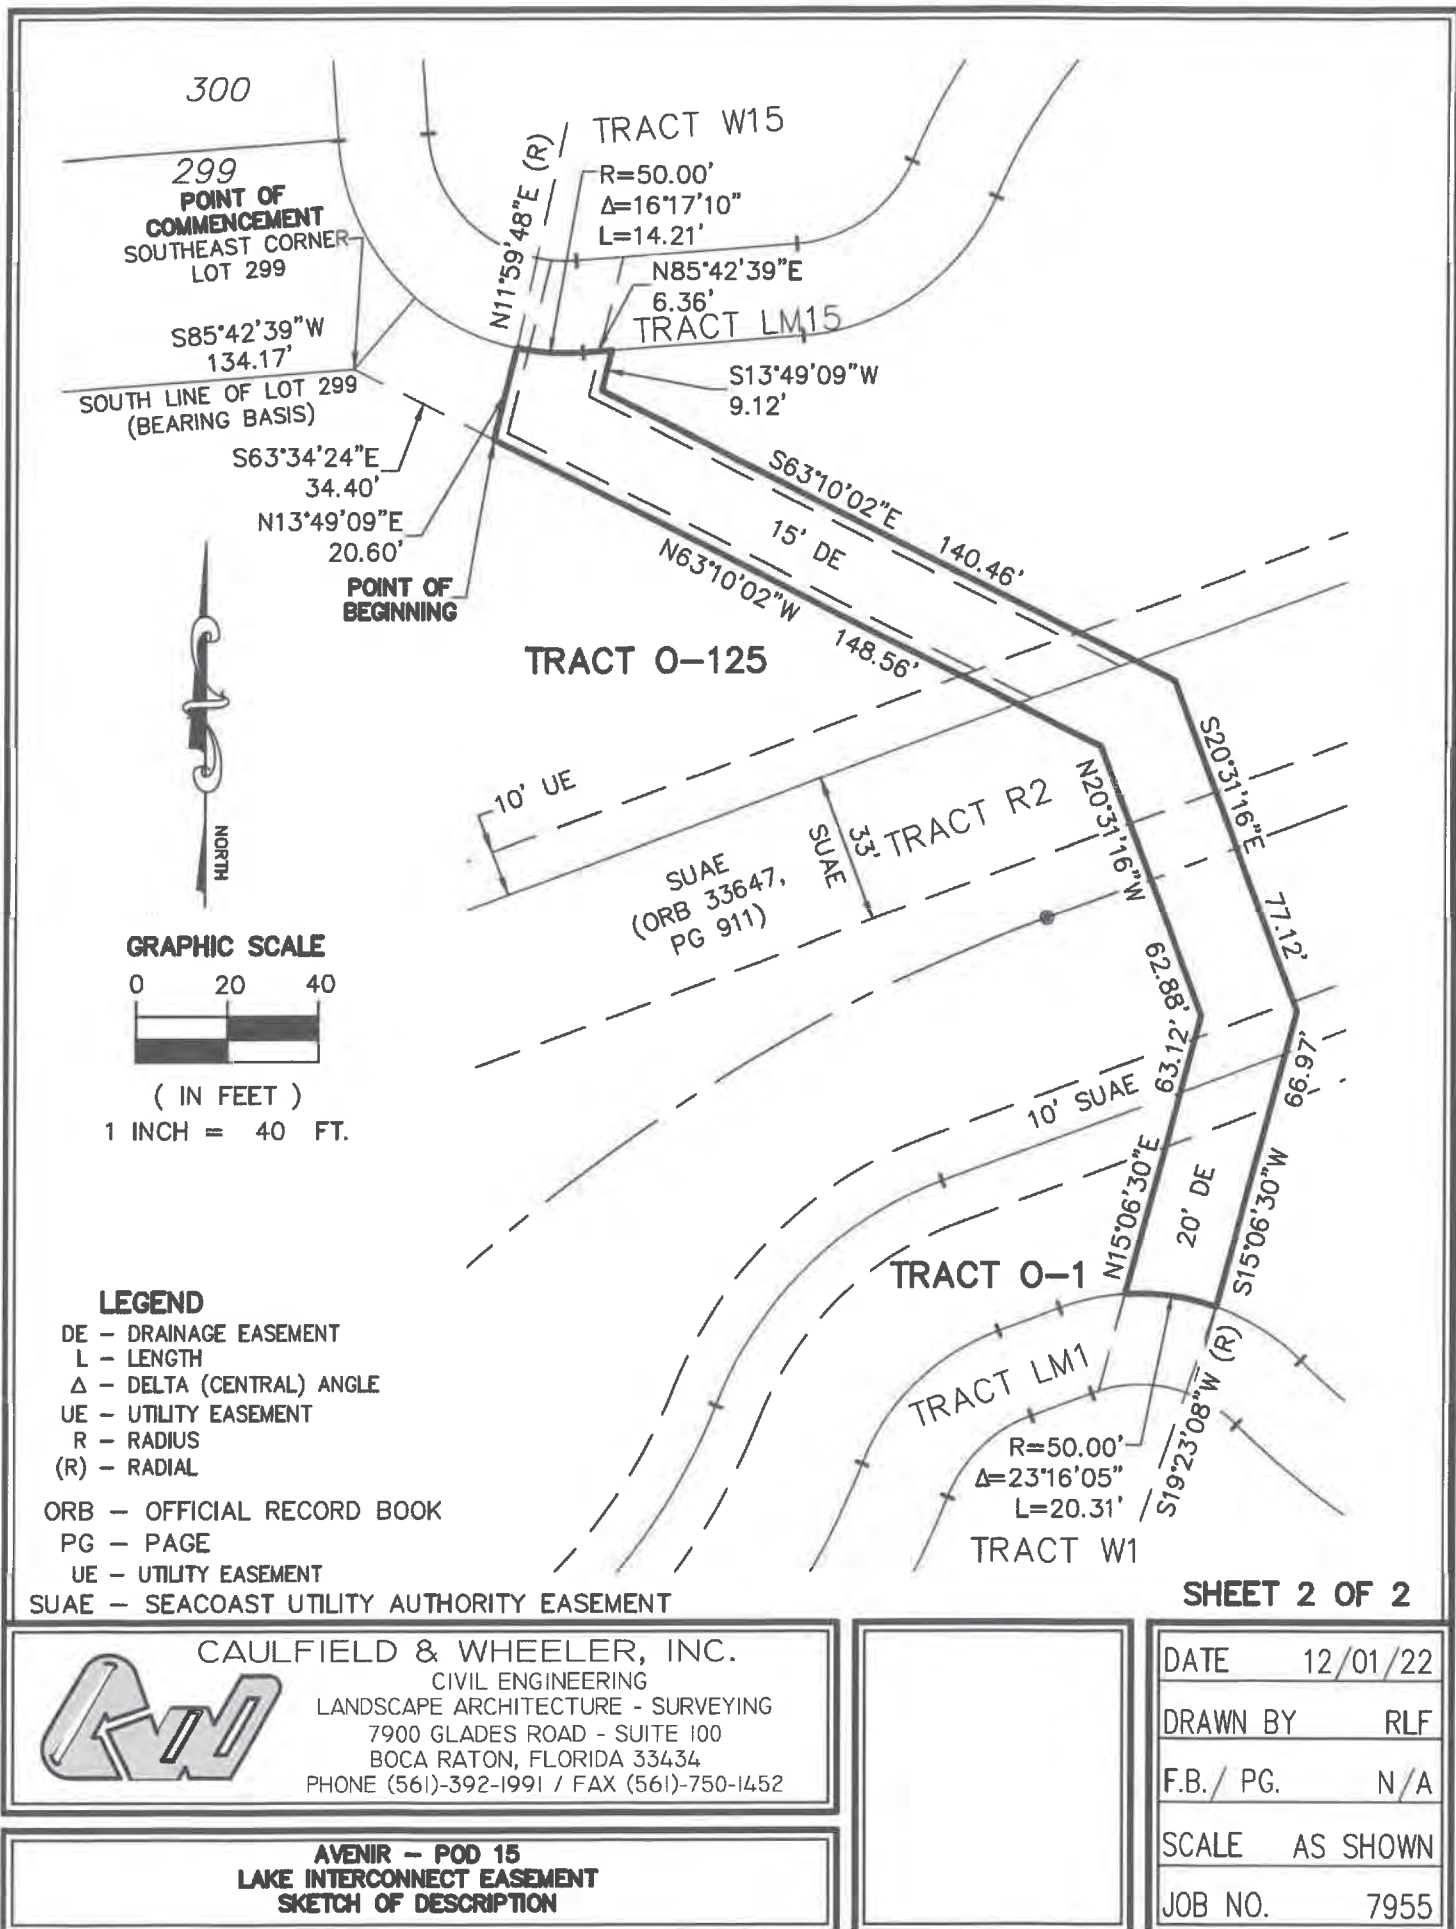 300
299
POINT OF
COMMENCEMENT
SOUTHEAST CORNER
LOT 299
S85°42'39"W
134.17'
SOUTH LINE OF LOT 299
(BEARING BASIS)
S63°34'24"E
34.40'
N13°49'09"E
20.60'
POINT OF
BEGINNING
N11°59'48"E (R)
TRACT W15
R=50.00'
Δ=16°17'10"
L=14.21'
N85°42'39"E
6.36'
TRACT LM15
S13°49'09"W
9.12'
S63°10'02"E
140.46'
15' DE
N63°10'02"W
148.56'
TRACT O-125
10' UE
SUAE
(ORB 33647,
PG 911)
33'
SUAE
TRACT R2
N20°31'16"W
62.88'
S20°31'16"E
77.12'
63.12'
66.97'
10' SUAE
N15°06'30"E
20' DE
S15°06'30"W
TRACT O-1
TRACT LM1
R=50.00'
Δ=23°16'05"
L=20.31'
S19°23'08"W (R)
TRACT W1
NORTH
GRAPHIC SCALE
0 20 40
( IN FEET )
1 INCH = 40 FT.
LEGEND
DE - DRAINAGE EASEMENT
L - LENGTH
Δ - DELTA (CENTRAL) ANGLE
UE - UTILITY EASEMENT
R - RADIUS
(R) - RADIAL
ORB - OFFICIAL RECORD BOOK
PG - PAGE
UE - UTILITY EASEMENT
SUAE - SEACOAST UTILITY AUTHORITY EASEMENT
SHEET 2 OF 2
CAULFIELD & WHEELER, INC.
CIVIL ENGINEERING
LANDSCAPE ARCHITECTURE - SURVEYING
7900 GLADES ROAD - SUITE 100
BOCA RATON, FLORIDA 33434
PHONE (561)-392-1991 / FAX (561)-750-1452
AVENIR - POD 15
LAKE INTERCONNECT EASEMENT
SKETCH OF DESCRIPTION
DATE 12/01/22
DRAWN BY RLF
F.B./ PG. N/A
SCALE AS SHOWN
JOB NO. 7955